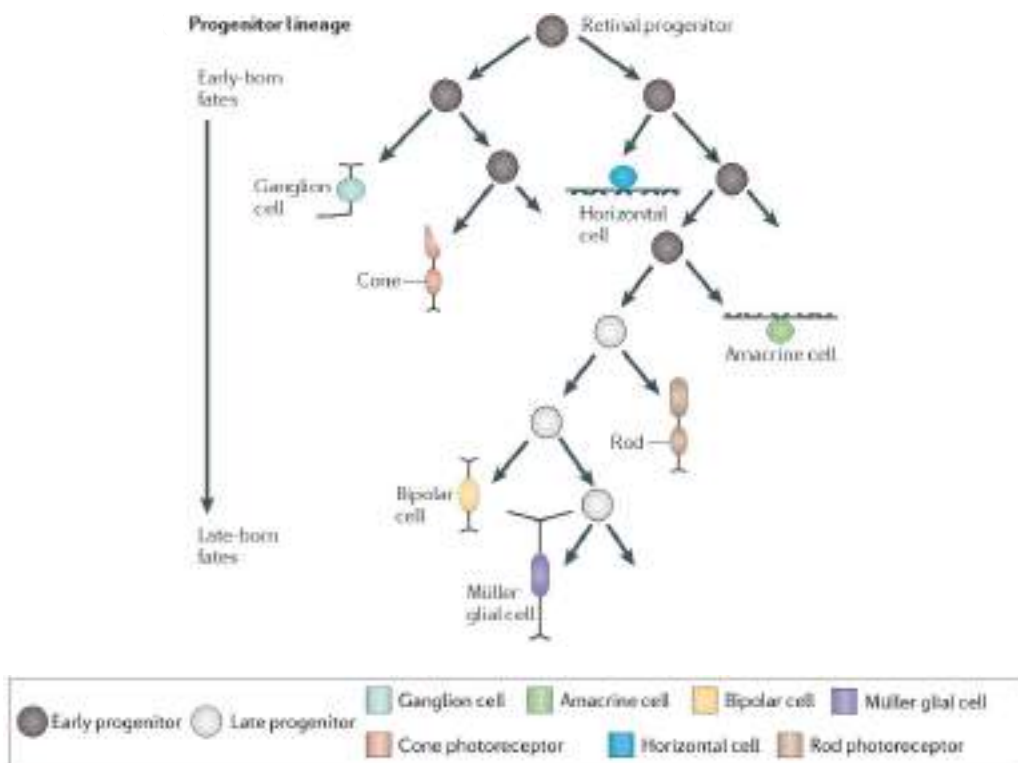 Progenitor lineage
Retinal progenitor
Early-born
fates
Ganglion
cell
Horizontal
cell
Cone
Amacrine cell
Rod
Bipolar
cell
Late-born
fates
Müller
glial cell
Early progenitor
Late progenitor
Ganglion cell
Amacrine cell
Bipolar cell
Müller glial cell
Cone photoreceptor
Horizontal cell
Rod photoreceptor